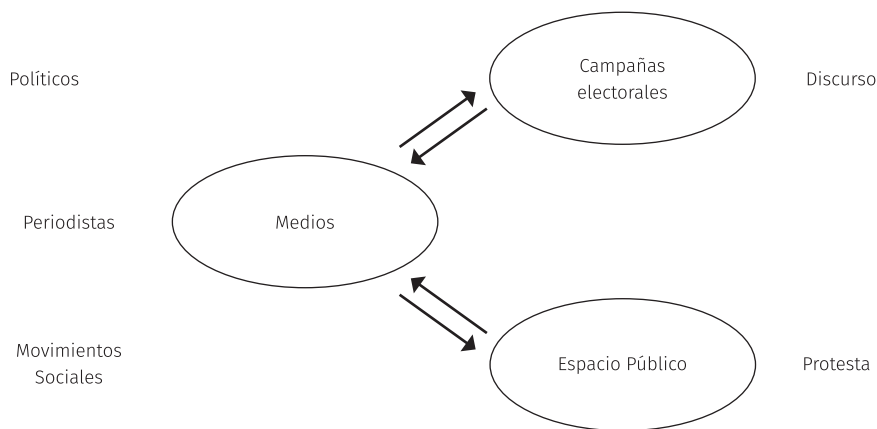 Políticos
Campañas
electorales
Discurso
Periodistas
Medios
Movimientos
Sociales
Espacio Público
Protesta